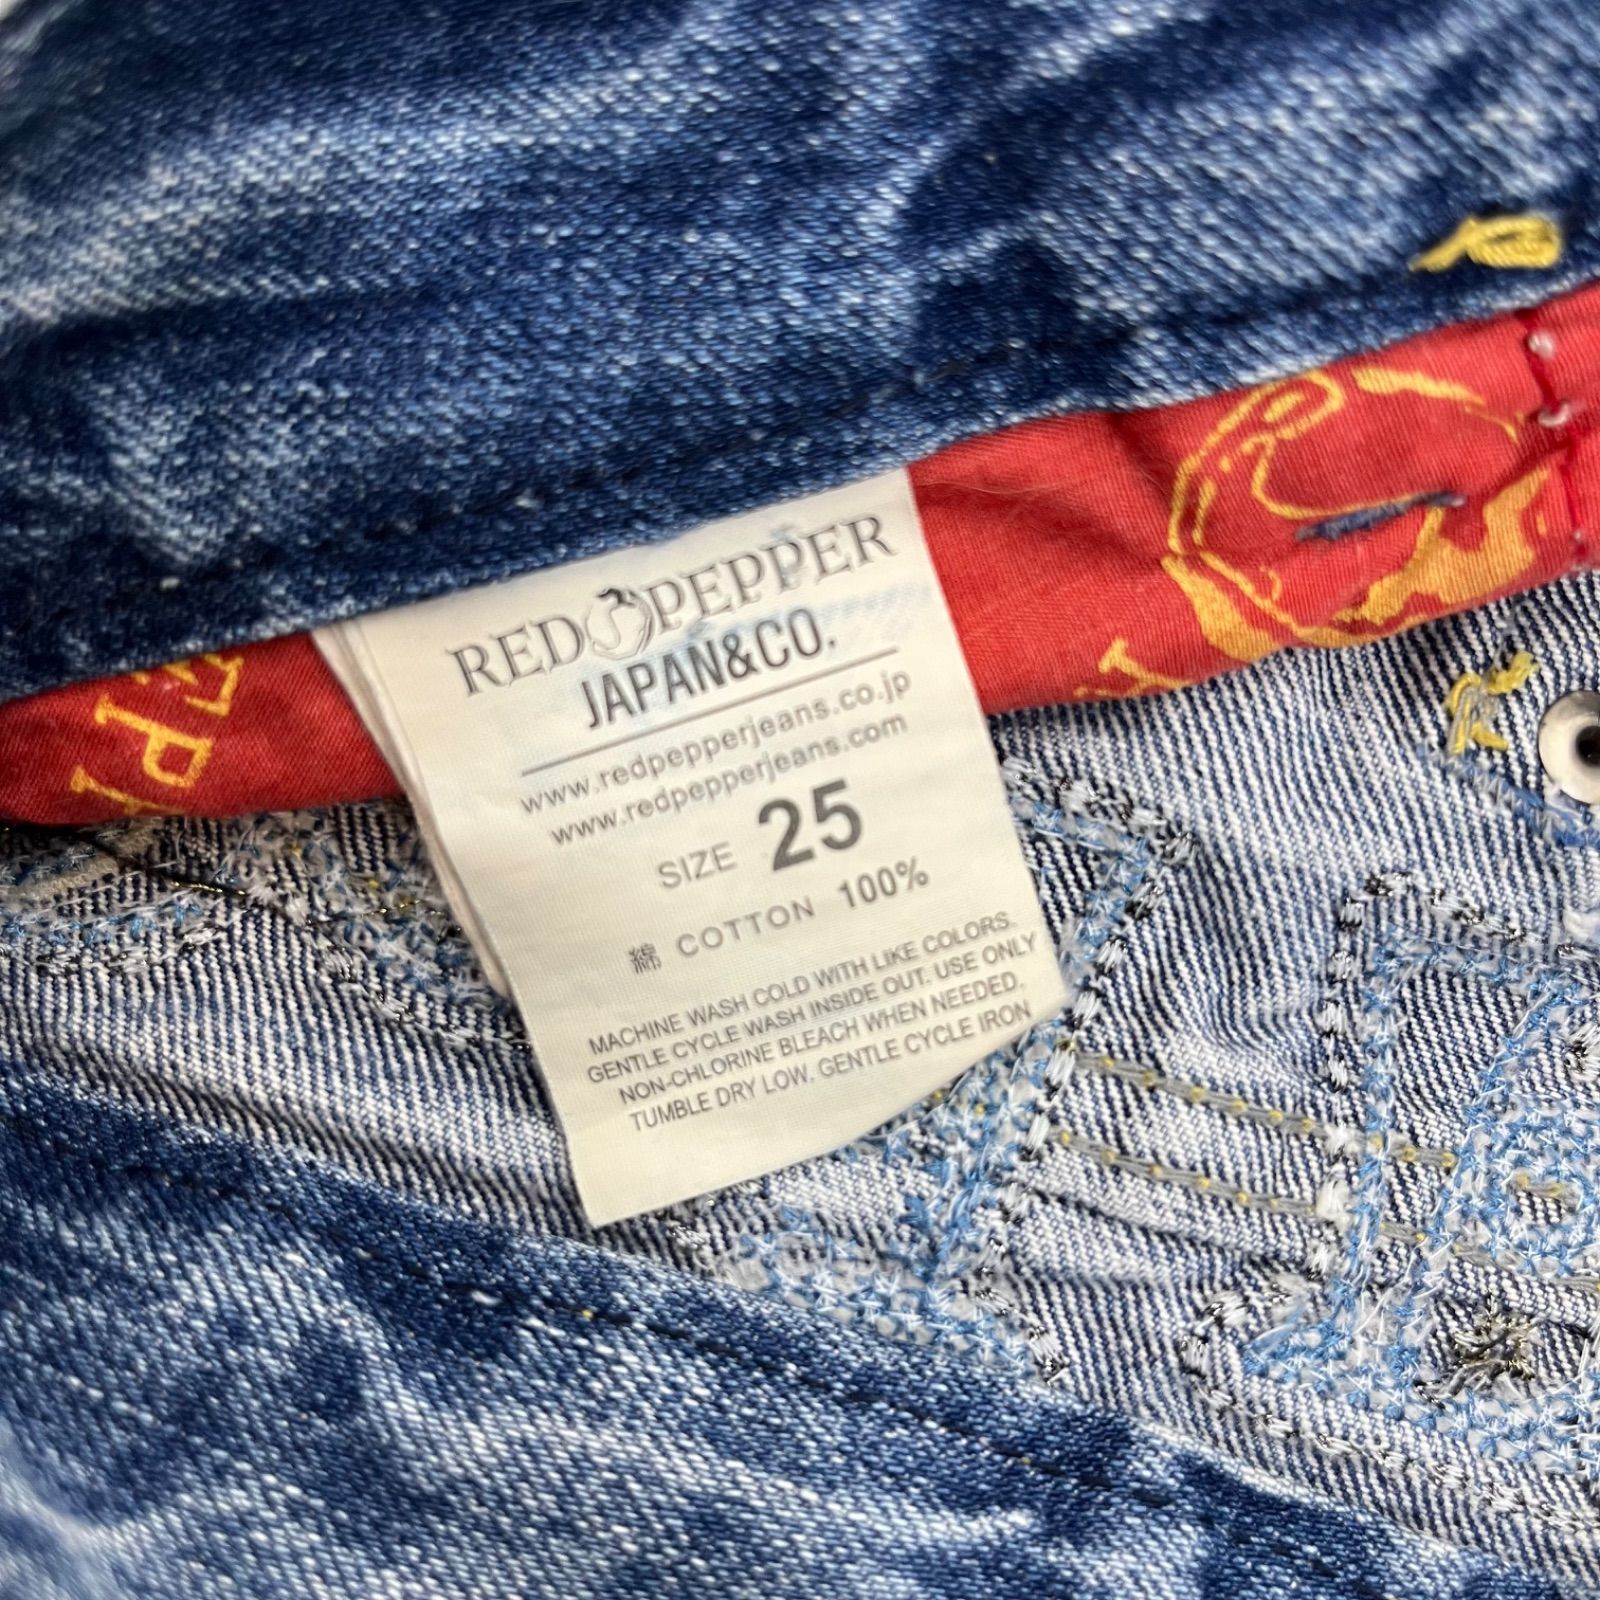 RED PEPPER
JAPAN&CO.
www.redpepperjeans.co.jp
www.redpepperjeans.com
SIZE 25
綿 COTTON 100%
MACHINE WASH COLD WITH LIKE COLORS.
GENTLE CYCLE WASH INSIDE OUT. USE ONLY
NON-CHLORINE BLEACH WHEN NEEDED.
TUMBLE DRY LOW. GENTLE CYCLE IRON